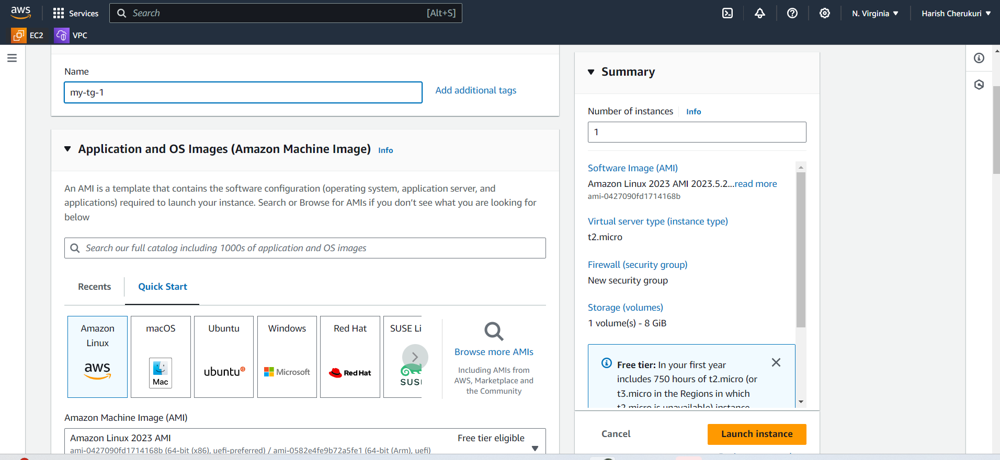 aws
Services
Search
[Alt+S]
N. Virginia
Harish Cherukuri
EC2
VPC
Name
my-tg-1
Add additional tags
Application and OS Images (Amazon Machine Image) Info
An AMI is a template that contains the software configuration (operating system, application server, and
applications) required to launch your instance. Search or Browse for AMIs if you don’t see what you are looking for
below
Search our full catalog including 1000s of application and OS images
Recents
Quick Start
Amazon
Linux
aws
macOS
Mac
Ubuntu
ubuntu
Windows
Microsoft
Red Hat
Red Hat
SUSE Li
SUS
Browse more AMIs
Including AMIs from
AWS, Marketplace and
the Community
Amazon Machine Image (AMI)
Amazon Linux 2023 AMI
Free tier eligible
ami-0427090fd1714168b (64-bit (x86), uefi-preferred) / ami-0582e4fe9b72a5fe1 (64-bit (Arm), uefi)
Summary
Number of instances Info
1
Software Image (AMI)
Amazon Linux 2023 AMI 2023.5.2...read more
ami-0427090fd1714168b
Virtual server type (instance type)
t2.micro
Firewall (security group)
New security group
Storage (volumes)
1 volume(s) - 8 GiB
Free tier: In your first year
includes 750 hours of t2.micro (or
t3.micro in the Regions in which
t2.micro is unavailable) instance
Cancel
Launch instance